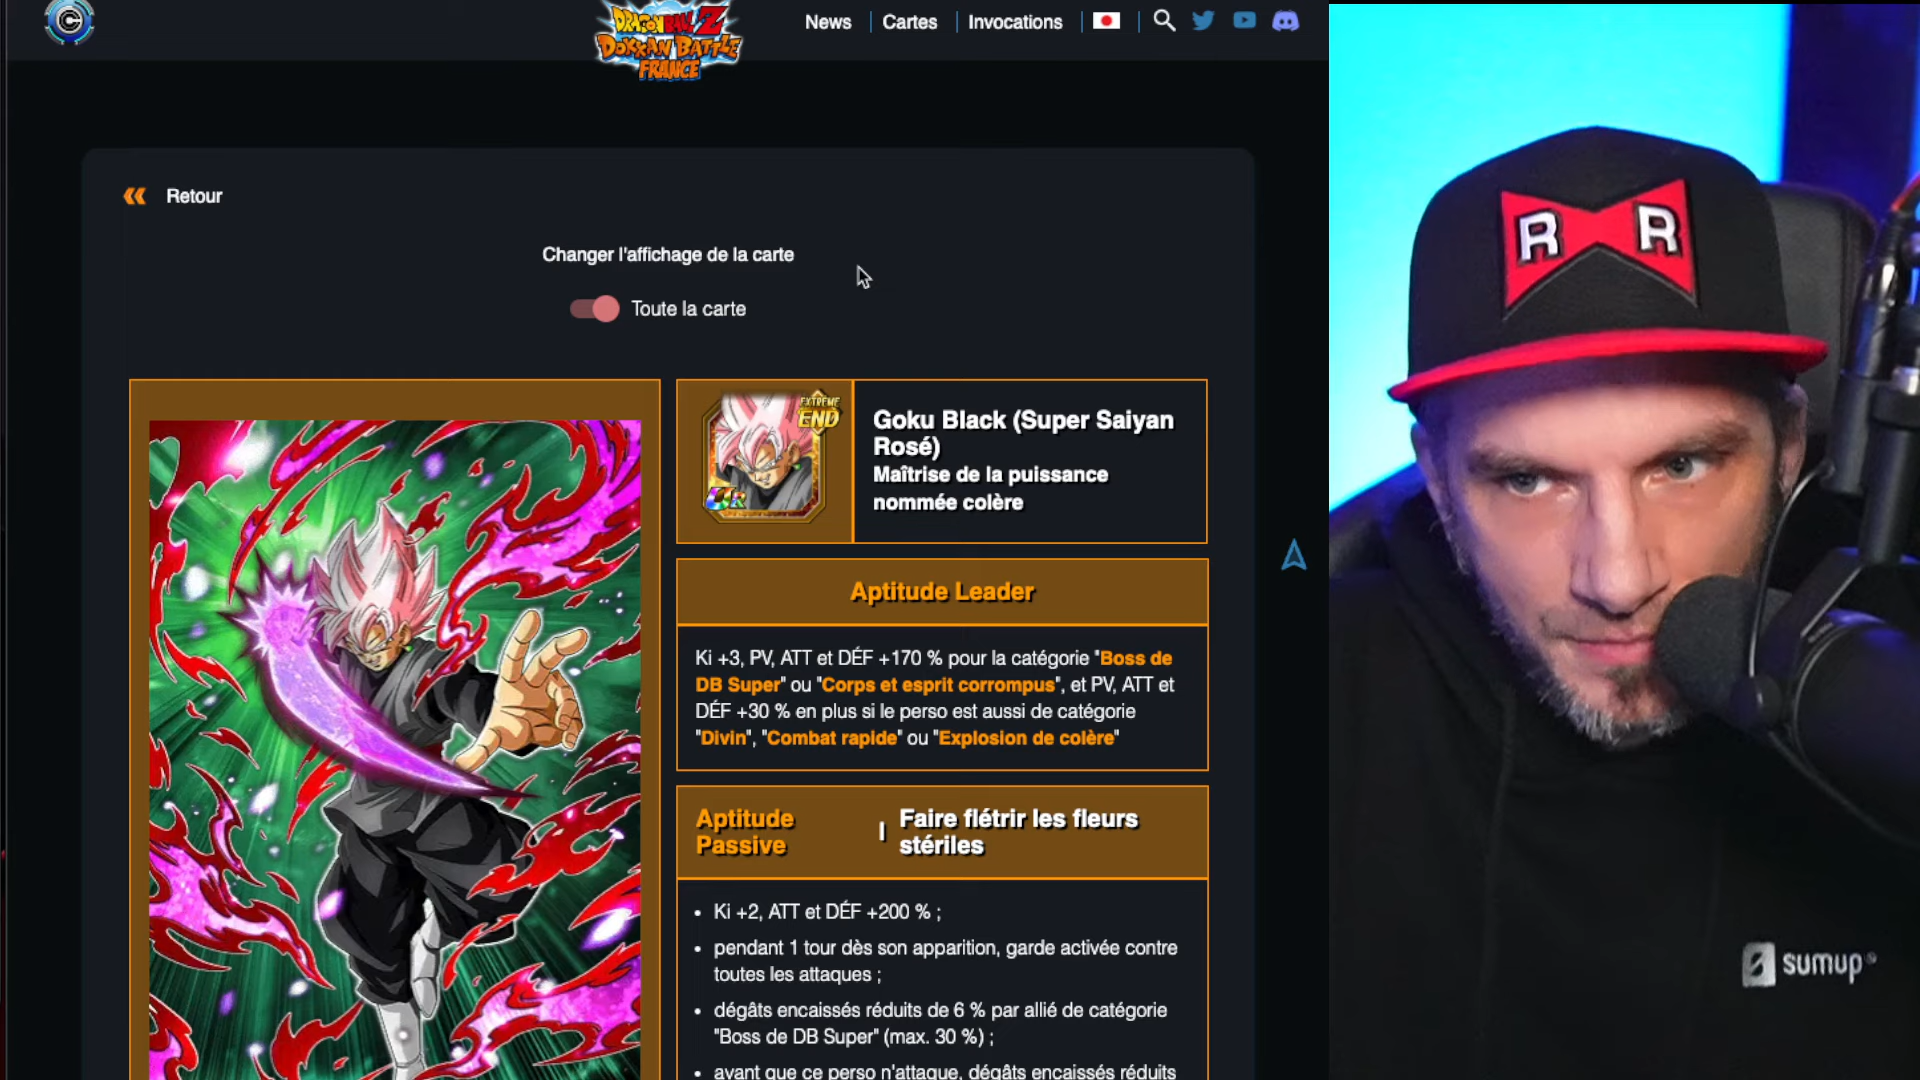 DRAGON BALL Z
DOKKAN BATTLE
FRANCE
News
Cartes
Invocations
Retour
Changer l'affichage de la carte
Toute la carte
EXTREME
END
UR
Goku Black (Super Saiyan
Rosé)
Maîtrise de la puissance
nommée colère
Aptitude Leader
Ki +3, PV, ATT et DÉF +170 % pour la catégorie "Boss de
DB Super" ou "Corps et esprit corrompus", et PV, ATT et
DÉF +30 % en plus si le perso est aussi de catégorie
"Divin", "Combat rapide" ou "Explosion de colère"
Aptitude
Passive
Faire flétrir les fleurs
stériles
• Ki +2, ATT et DÉF +200 % ;
• pendant 1 tour dès son apparition, garde activée contre
toutes les attaques ;
• dégâts encaissés réduits de 6 % par allié de catégorie
"Boss de DB Super" (max. 30 %) ;
• avant que ce perso n'attaque, dégâts encaissés réduits
R R
sumup